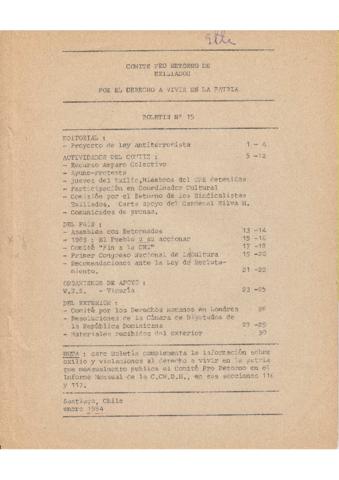 COMITE PRO RETORNO DE
EXILIADOS
POR EL DERECHO A VIVIR EN LA PATRIA
BOLETIN N° 15
EDITORIAL :
- Proyecto de Ley Antiterrorista 1 - 4
ACTIVIDADES DEL COMITE : 5 -12
- Recurso Amparo Colectivo
- Ayuno-Protesta
- Jueves del Exilio, Miembros del CPR detenidos
- Participación en Coordinador Cultural
- Comisión por el Retorno de los Sindicalistas
Exiliados. Carta apoyo del Cardenal Silva H.
- Comunicados de prensa.
DEL PAIS :
- Asamblea con Retornados 13 -14
- 1983 : El Pueblo y su accionar 15 -16
- Comité "Fin a la CNI" 17 -18
- Primer Congreso Nacional de la Cultura 19 -20
- Recomendaciones ante la Ley de Recluta-
miento. 21 -22
ORGANISMOS DE APOYO :
- Vicaría 23 -25
DEL EXTERIOR :
- Comité por los Derechos Humanos en Londres 26
- Resoluciones de la Cámara de Diputados de
la República Dominicana 27 -29
- Materiales recibidos del exterior 30
NOTA : este Boletín complementa la información sobre
exilio y violaciones al derecho a vivir en la patria
que mensualmente publica el Comité Pro Retorno en el
Informe Mensual de la C.CH.D.H., en sus secciones 116
y 117.
Santiago, Chile
enero 1984